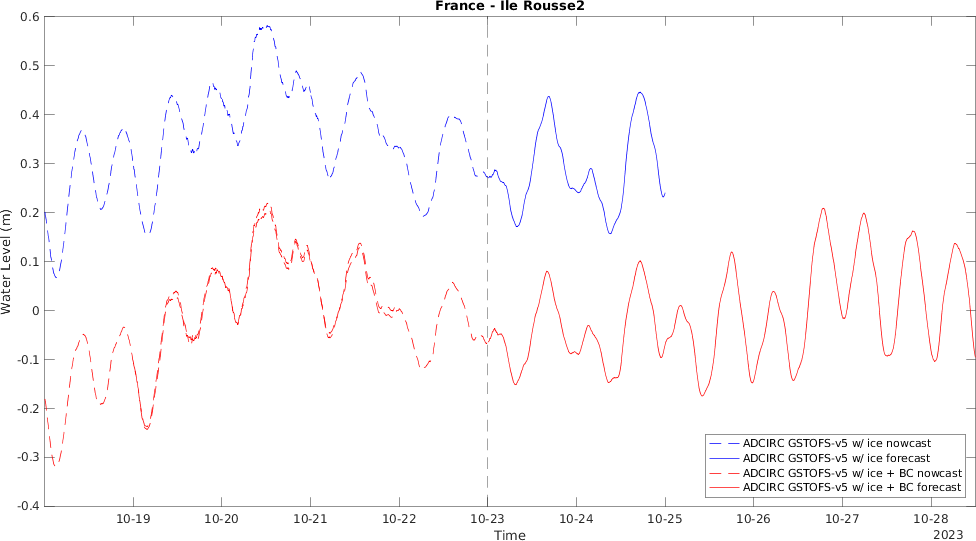 France - Ile Rousse2
0.6
0.5
0.4
0.3
0.2
0.1
0
-0.1
-0.2
-0.3
-0.4
Water Level (m)
ADCIRC GSTOFS-v5 w/ ice nowcast
ADCIRC GSTOFS-v5 w/ ice forecast
ADCIRC GSTOFS-v5 w/ ice + BC nowcast
ADCIRC GSTOFS-v5 w/ ice + BC forecast
10-19 10-20 10-21 10-22 10-23 10-24 10-25 10-26 10-27 10-28
Time 2023